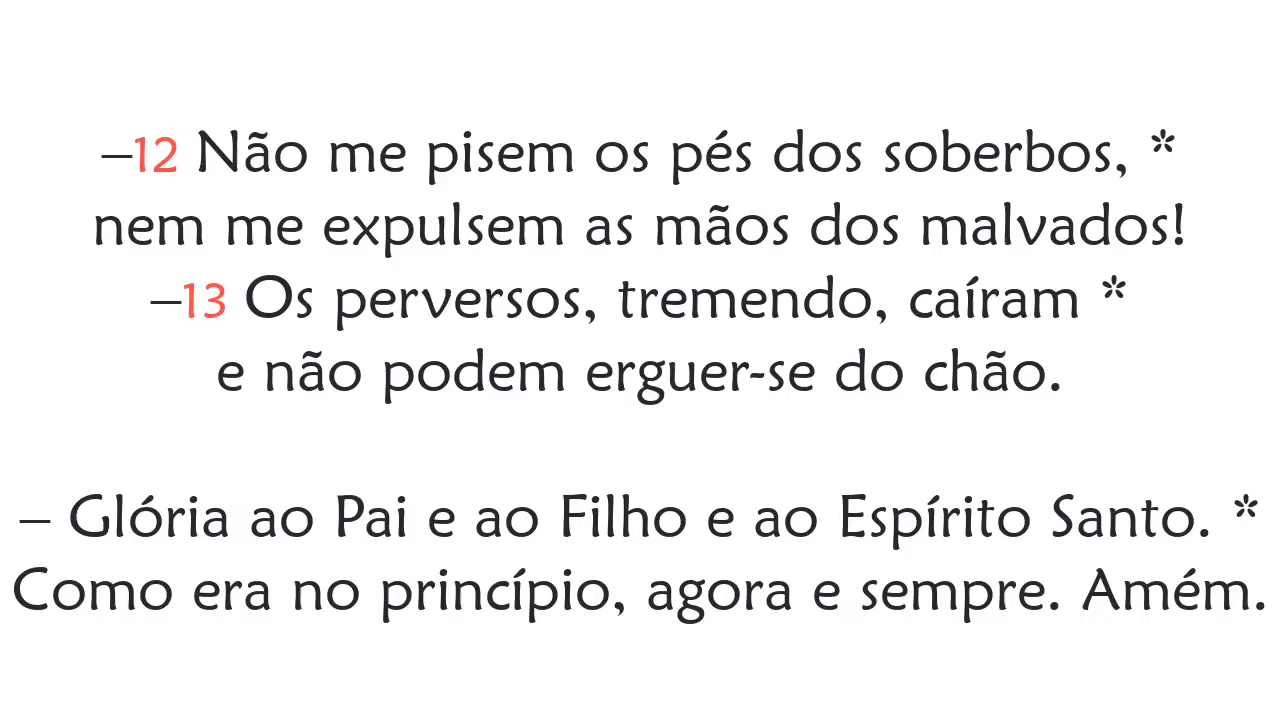 –12 Não me pisem os pés dos soberbos, *
nem me expulsem as mãos dos malvados!
–13 Os perversos, tremendo, caíram *
e não podem erguer-se do chão.
– Glória ao Pai e ao Filho e ao Espírito Santo. *
Como era no princípio, agora e sempre. Amém.